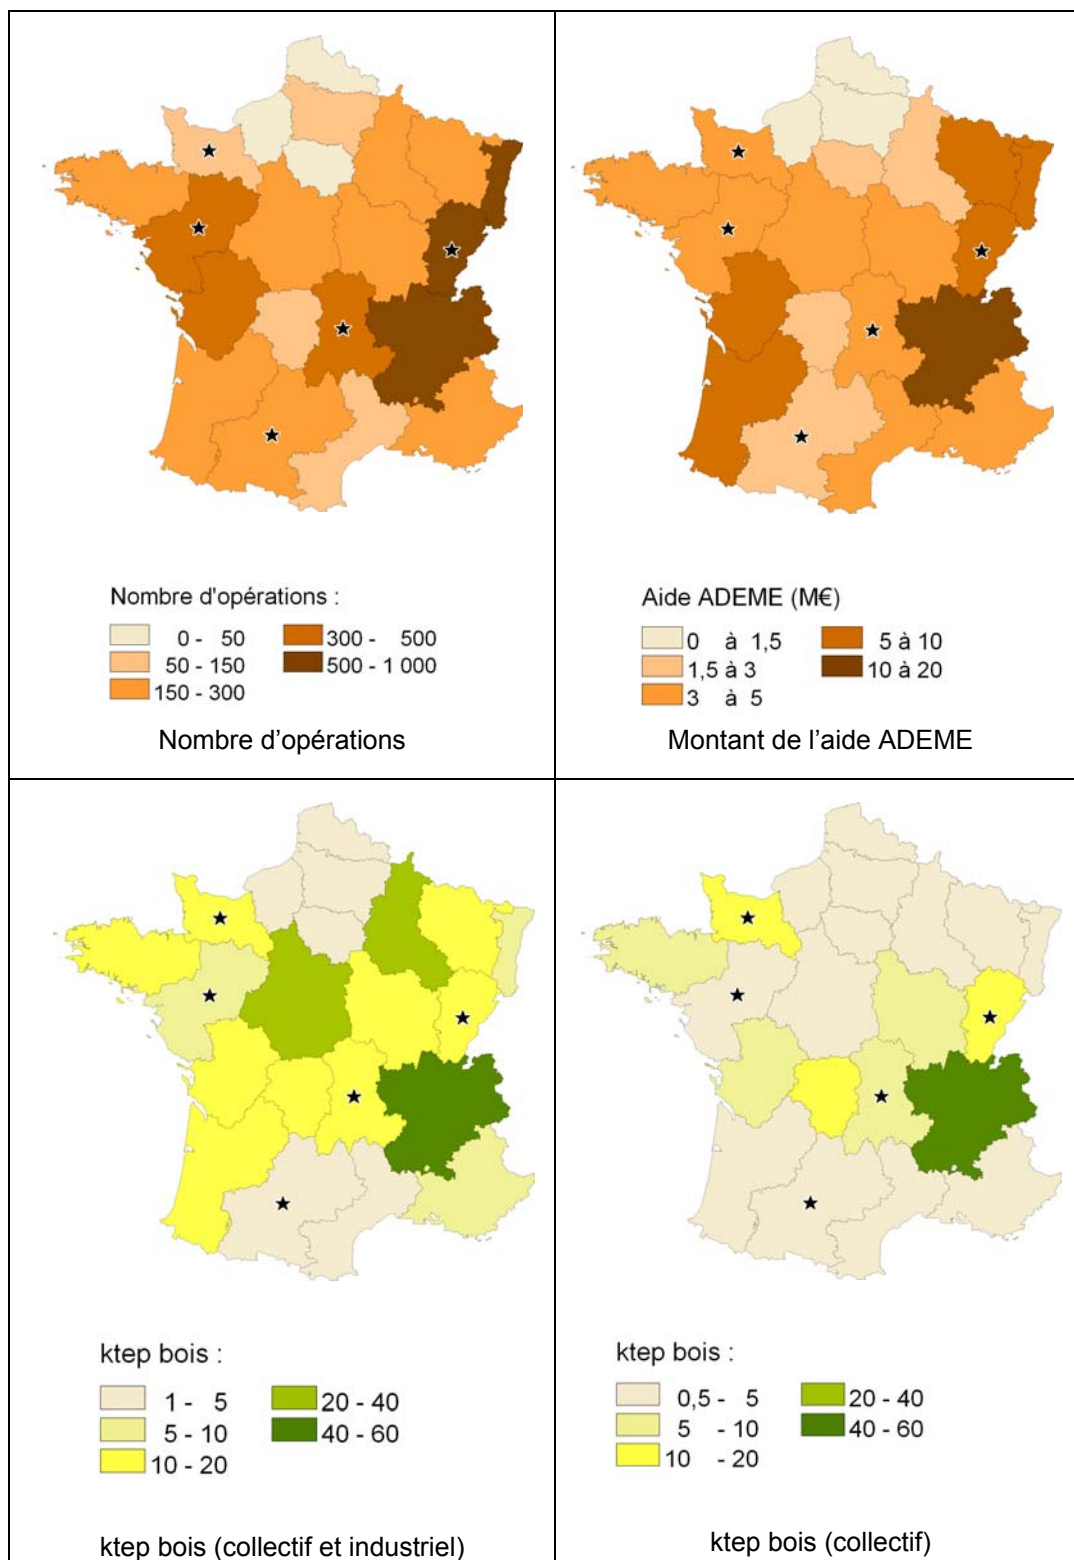 Nombre d'opérations :
0 - 50
50 - 150
150 - 300
300 - 500
500 - 1 000
Nombre d’opérations
Aide ADEME (M€)
0 à 1,5
1,5 à 3
3 à 5
5 à 10
10 à 20
Montant de l’aide ADEME
ktep bois :
1 - 5
5 - 10
10 - 20
20 - 40
40 - 60
ktep bois (collectif et industriel)
ktep bois :
0,5 - 5
5 - 10
10 - 20
20 - 40
40 - 60
ktep bois (collectif)